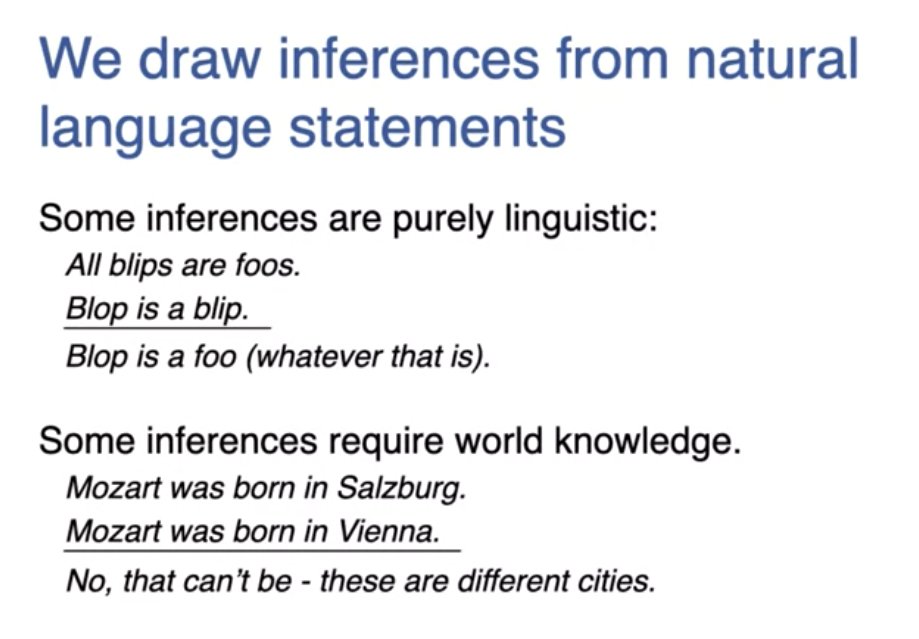 We draw inferences from natural
language statements
Some inferences are purely linguistic:
All blips are foos.
Blop is a blip.
Blop is a foo (whatever that is).
Some inferences require world knowledge.
Mozart was born in Salzburg.
Mozart was born in Vienna.
No, that can't be - these are different cities.